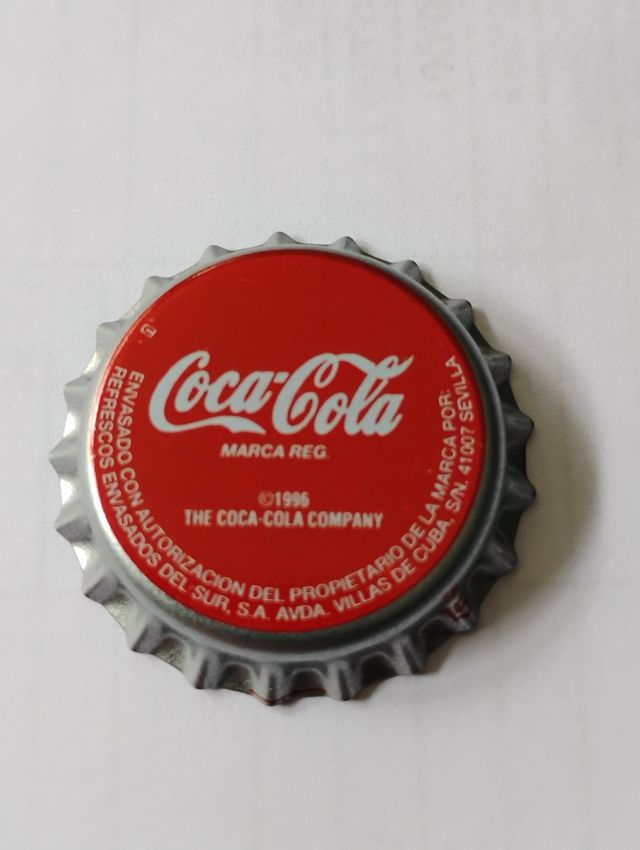 Coca-Cola
MARCA REG.
©1996
THE COCA-COLA COMPANY
ENVASADO CON AUTORIZACION DEL PROPIETARIO DE LA MARCA POR:
REFRESCOS ENVASADOS DEL SUR, S.A. AVDA. VILLAS DE CUBA, S/N. 41007 SEVILLA